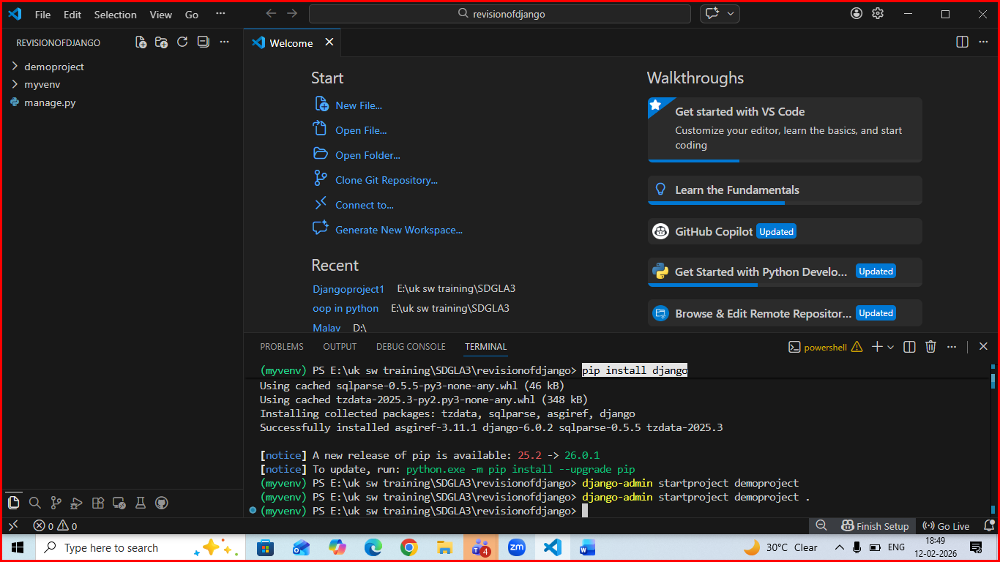 File Edit Selection View Go ···
revisionofdjango
REVISIONOFDJANGO
demoproject
myvenv
manage.py
Welcome
Start
New File...
Open File...
Open Folder...
Clone Git Repository...
Connect to...
Generate New Workspace...
Recent
Djangoproject1 E:\uk sw training\SDGLA3
oop in python E:\uk sw training\SDGLA3
Malav D:\
Walkthroughs
Get started with VS Code
Customize your editor, learn the basics, and start
coding
Learn the Fundamentals
GitHub Copilot Updated
Get Started with Python Develo... Updated
Browse & Edit Remote Repositor... Updated
PROBLEMS OUTPUT DEBUG CONSOLE TERMINAL
powershell
(myvenv) PS E:\uk sw training\SDGLA3\revisionofdjango> pip install django
Using cached sqlparse-0.5.5-py3-none-any.whl (46 kB)
Using cached tzdata-2025.3-py2.py3-none-any.whl (348 kB)
Installing collected packages: tzdata, sqlparse, asgiref, django
Successfully installed asgiref-3.11.1 django-6.0.2 sqlparse-0.5.5 tzdata-2025.3
[notice] A new release of pip is available: 25.2 -> 26.0.1
[notice] To update, run: python.exe -m pip install --upgrade pip
(myvenv) PS E:\uk sw training\SDGLA3\revisionofdjango> django-admin startproject demoproject
(myvenv) PS E:\uk sw training\SDGLA3\revisionofdjango> django-admin startproject demoproject .
(myvenv) PS E:\uk sw training\SDGLA3\revisionofdjango>
0 0
Finish Setup
Go Live
Type here to search
T 4
zm
W
30°C Clear
ENG
18:49
12-02-2026